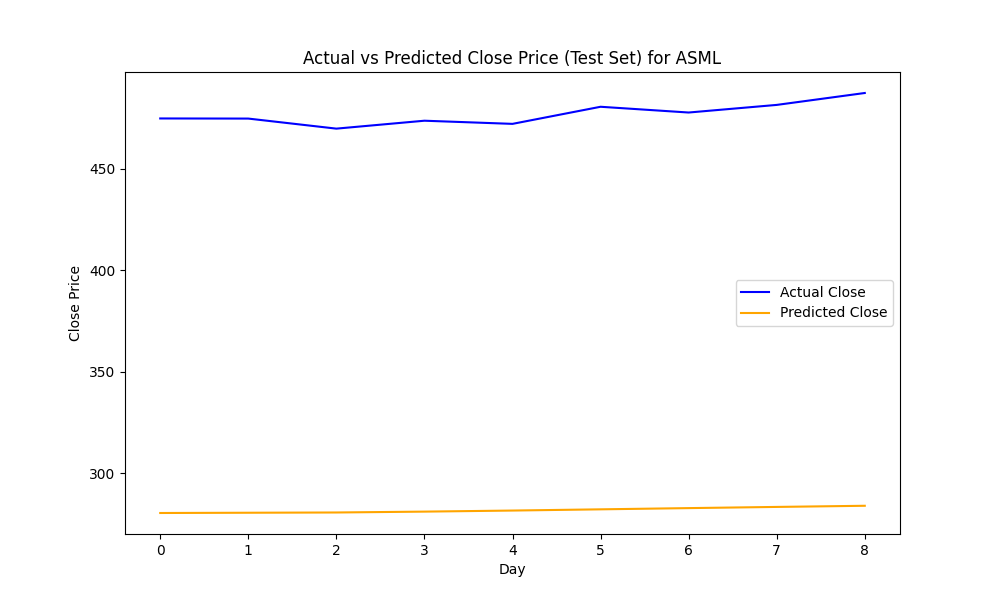 Actual vs Predicted Close Price (Test Set) for ASML
Close Price
450
400
350
300
Actual Close
Predicted Close
0 1 2 3 4 5 6 7 8
Day